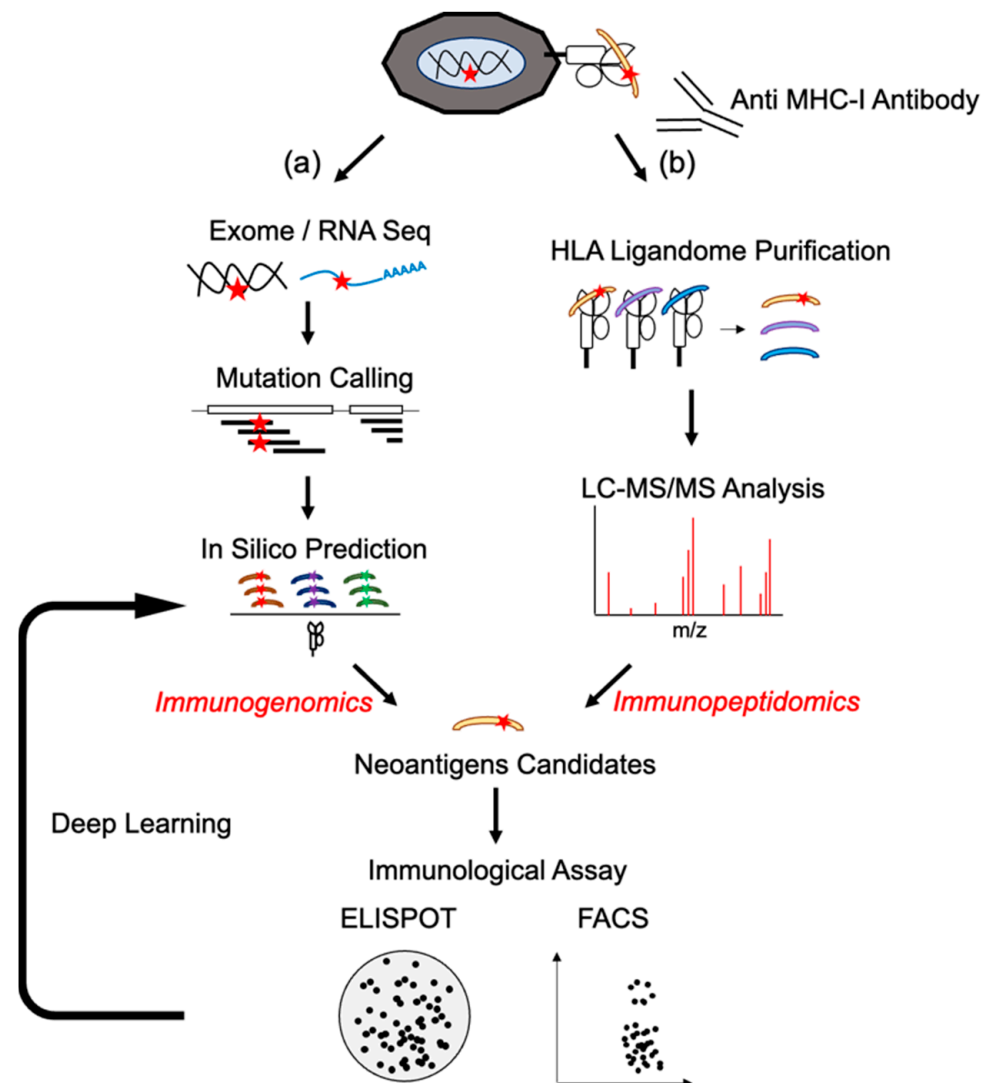 Anti MHC-I Antibody
(a)
(b)
Exome / RNA Seq
AAAAA
HLA Ligandome Purification
Mutation Calling
LC-MS/MS Analysis
In Silico Prediction
m/z
Immunogenomics
Immunopeptidomics
Neoantigens Candidates
Deep Learning
Immunological Assay
ELISPOT
FACS